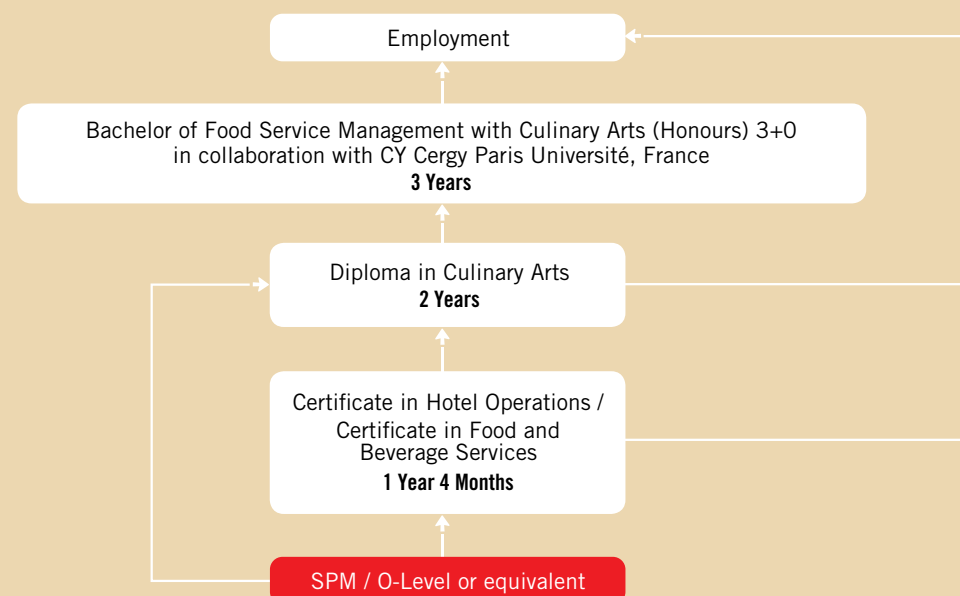 Employment
Bachelor of Food Service Management with Culinary Arts (Honours) 3+0
in collaboration with CY Cergy Paris Université, France
3 Years
Diploma in Culinary Arts
2 Years
Certificate in Hotel Operations /
Certificate in Food and
Beverage Services
1 Year 4 Months
SPM / O-Level or equivalent